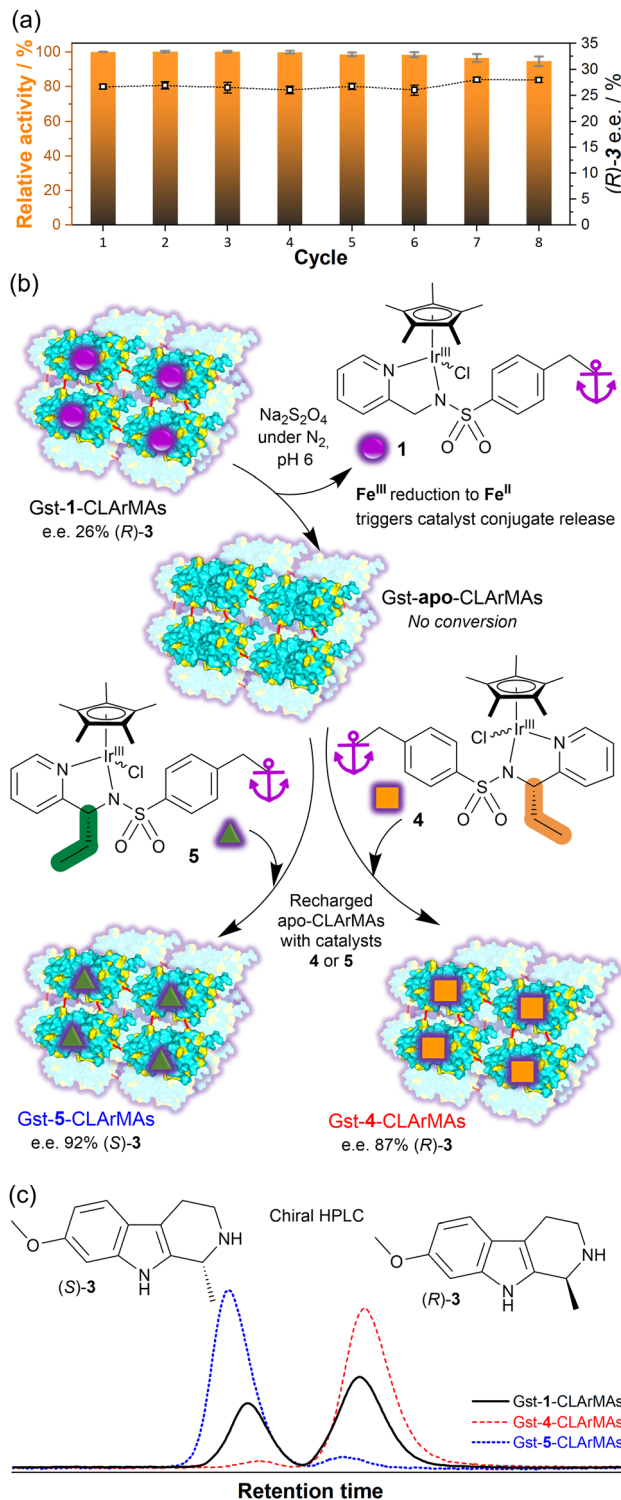 (a)
Relative activity / %
100
80
60
40
20
0
35
30
25
20
15
10
5
0
(R)-3 e.e. / %
1 2 3 4 5 6 7 8
Cycle
(b)
Ir^III
Cl
N
N
S
O O
Na₂S₂O₄
under N₂,
pH 6
1
Gst-1-CLArMAs
e.e. 26% (R)-3
Fe^III reduction to Fe^II
triggers catalyst conjugate release
Gst-apo-CLArMAs
No conversion
Ir^III
Cl
N
N
S
O O
5
Ir^III
Cl
N
N
S
O O
4
Recharged
apo-CLArMAs
with catalysts
4 or 5
Gst-5-CLArMAs
e.e. 92% (S)-3
Gst-4-CLArMAs
e.e. 87% (R)-3
(c)
Chiral HPLC
O
NH
N
H
(S)-3
O
NH
N
H
(R)-3
Gst-1-CLArMAs
Gst-4-CLArMAs
Gst-5-CLArMAs
Retention time